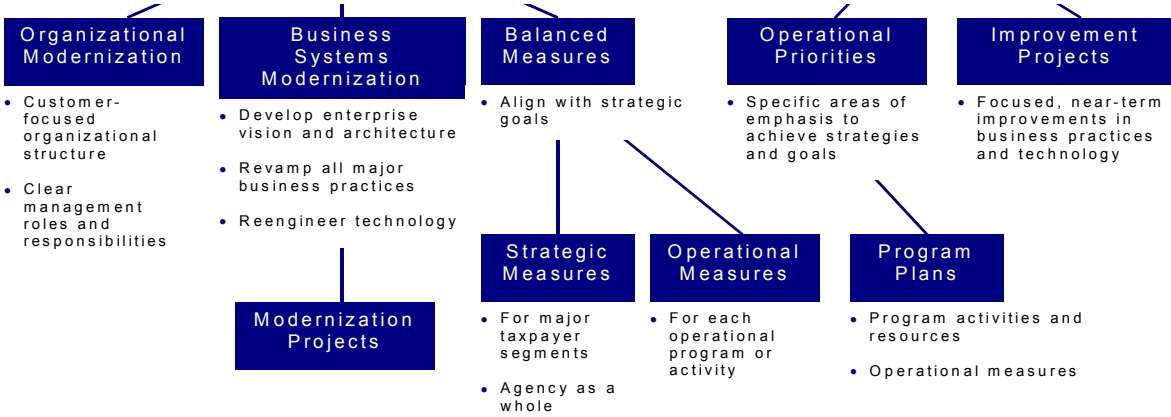 Organizational
Modernization
• Customer-
focused
organizational
structure
• Clear
management
roles and
responsibilities
Business
Systems
Modernization
• Develop enterprise
vision and architecture
• Revamp all major
business practices
• Reengineer technology
Modernization
Projects
Balanced
Measures
• Align with strategic
goals
Strategic
Measures
• For major
taxpayer
segments
• Agency as a
whole
Operational
Measures
• For each
operational
program or
activity
Operational
Priorities
• Specific areas of
emphasis to
achieve strategies
and goals
Program
Plans
• Program activities and
resources
• Operational measures
Improvement
Projects
• Focused, near-term
improvements in
business practices
and technology